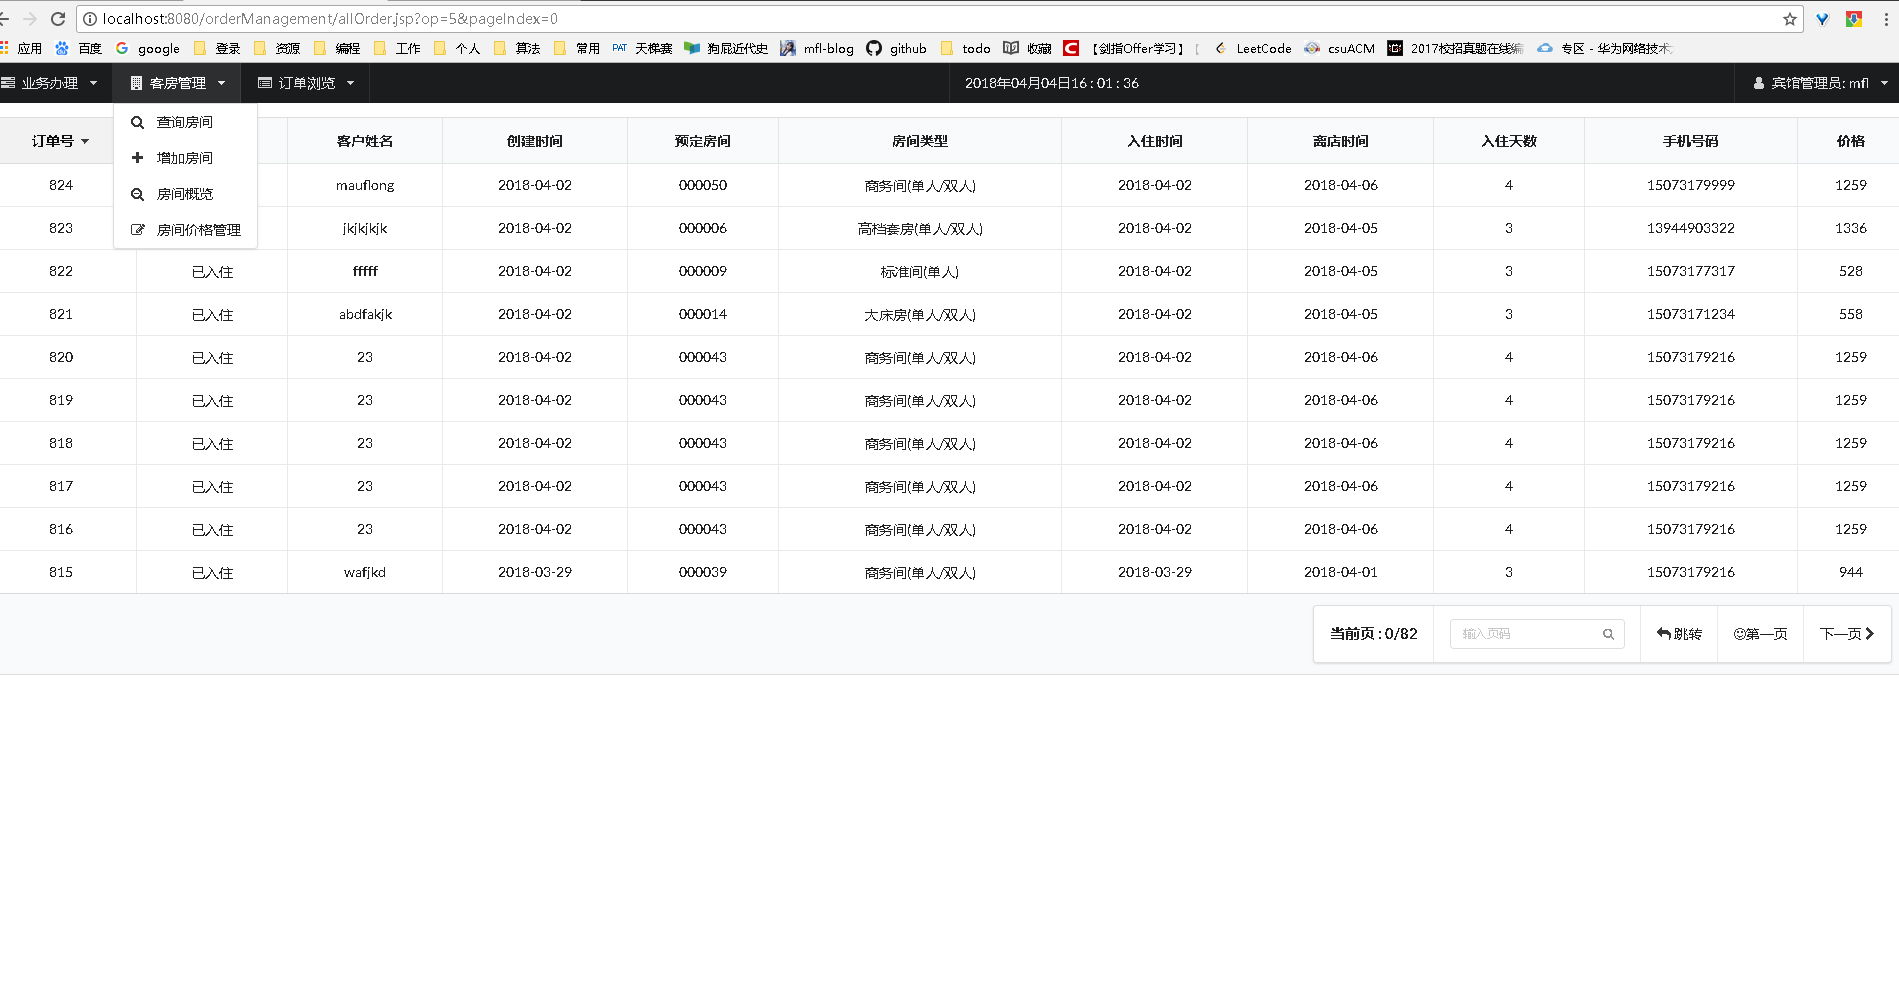 localhost:8080/orderManagement/allOrder.jsp?op=5&pageIndex=0
应用 百度 google 登录 资源 编程 工作 个人 算法 常用 PAT 天梯赛 狗屁近代史 mfl-blog github todo 收藏 C 【剑指Offer学习】 LeetCode csuACM 2017校招真题在线编 专区 - 华为网络技术
业务办理 客房管理 订单浏览 2018年04月04日16:01:36 宾馆管理员: mfl
查询房间
增加房间
房间概览
房间价格管理
订单号 客户姓名 创建时间 预定房间 房间类型 入住时间 离店时间 入住天数 手机号码 价格
824 mauflong 2018-04-02 000050 商务间(单人/双人) 2018-04-02 2018-04-06 4 15073179999 1259
823 jkjkjkjk 2018-04-02 000006 高档套房(单人/双人) 2018-04-02 2018-04-05 3 13944903322 1336
822 已入住 fffff 2018-04-02 000009 标准间(单人) 2018-04-02 2018-04-05 3 15073177317 528
821 已入住 abdfakjk 2018-04-02 000014 大床房(单人/双人) 2018-04-02 2018-04-05 3 15073171234 558
820 已入住 23 2018-04-02 000043 商务间(单人/双人) 2018-04-02 2018-04-06 4 15073179216 1259
819 已入住 23 2018-04-02 000043 商务间(单人/双人) 2018-04-02 2018-04-06 4 15073179216 1259
818 已入住 23 2018-04-02 000043 商务间(单人/双人) 2018-04-02 2018-04-06 4 15073179216 1259
817 已入住 23 2018-04-02 000043 商务间(单人/双人) 2018-04-02 2018-04-06 4 15073179216 1259
816 已入住 23 2018-04-02 000043 商务间(单人/双人) 2018-04-02 2018-04-06 4 15073179216 1259
815 已入住 wafjkd 2018-03-29 000039 商务间(单人/双人) 2018-03-29 2018-04-01 3 15073179216 944
当前页 : 0/82 输入页码 跳转 第一页 下一页